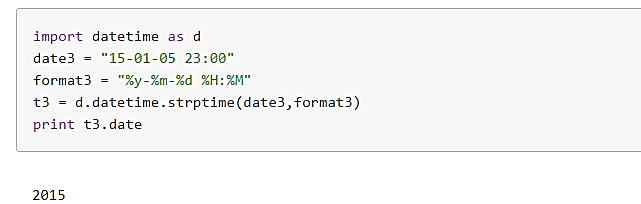 import datetime as d
date3 = "15-01-05 23:00"
format3 = "%y-%m-%d %H:%M"
t3 = d.datetime.strptime(date3,format3)
print t3.date
2015